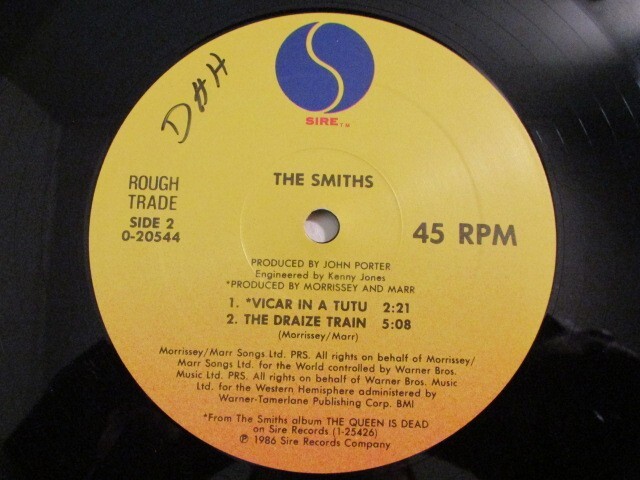 D#H
SIRE TM
THE SMITHS
ROUGH
TRADE
SIDE 2
0-20544
45 RPM
PRODUCED BY JOHN PORTER
Engineered by Kenny Jones
*PRODUCED BY MORRISSEY AND MARR
1. *VICAR IN A TUTU 2:21
2. THE DRAIZE TRAIN 5:08
(Morrissey/Marr)
Morrissey/Marr Songs Ltd. PRS. All rights on behalf of Morrissey/
Marr Songs Ltd. for the World controlled by Warner Bros.
Music Ltd. PRS. All rights on behalf of Warner Bros. Music
Ltd. for the Western Hemisphere administered by
Warner-Tamerlane Publishing Corp. BMI
*From The Smiths album THE QUEEN IS DEAD
on Sire Records (1-25426)
℗ 1986 Sire Records Company